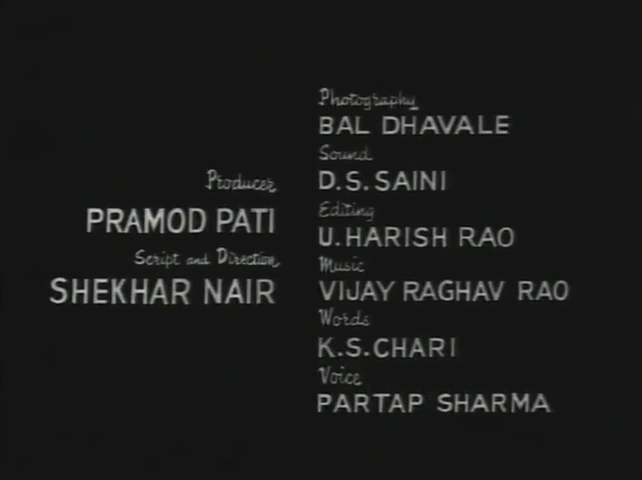 Producer
PRAMOD PATI
Script and Direction
SHEKHAR NAIR
Photography
BAL DHAVALE
Sound
D.S.SAINI
Editing
U.HARISH RAO
Music
VIJAY RAGHAV RAO
Words
K.S.CHARI
Voice
PARTAP SHARMA